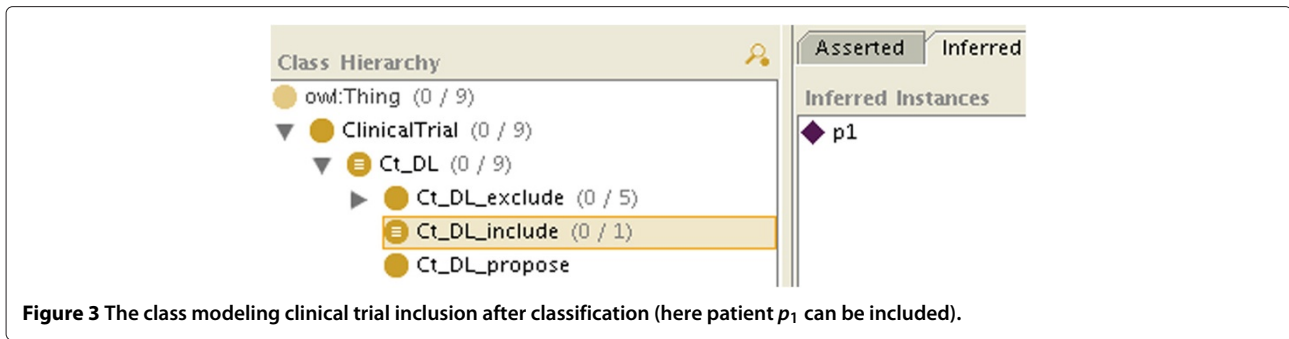 Class Hierarchy
owl:Thing (0 / 9)
ClinicalTrial (0 / 9)
Ct_DL (0 / 9)
Ct_DL_exclude (0 / 5)
Ct_DL_include (0 / 1)
Ct_DL_propose
Asserted Inferred
Inferred Instances
p1
Figure 3 The class modeling clinical trial inclusion after classification (here patient p1 can be included).